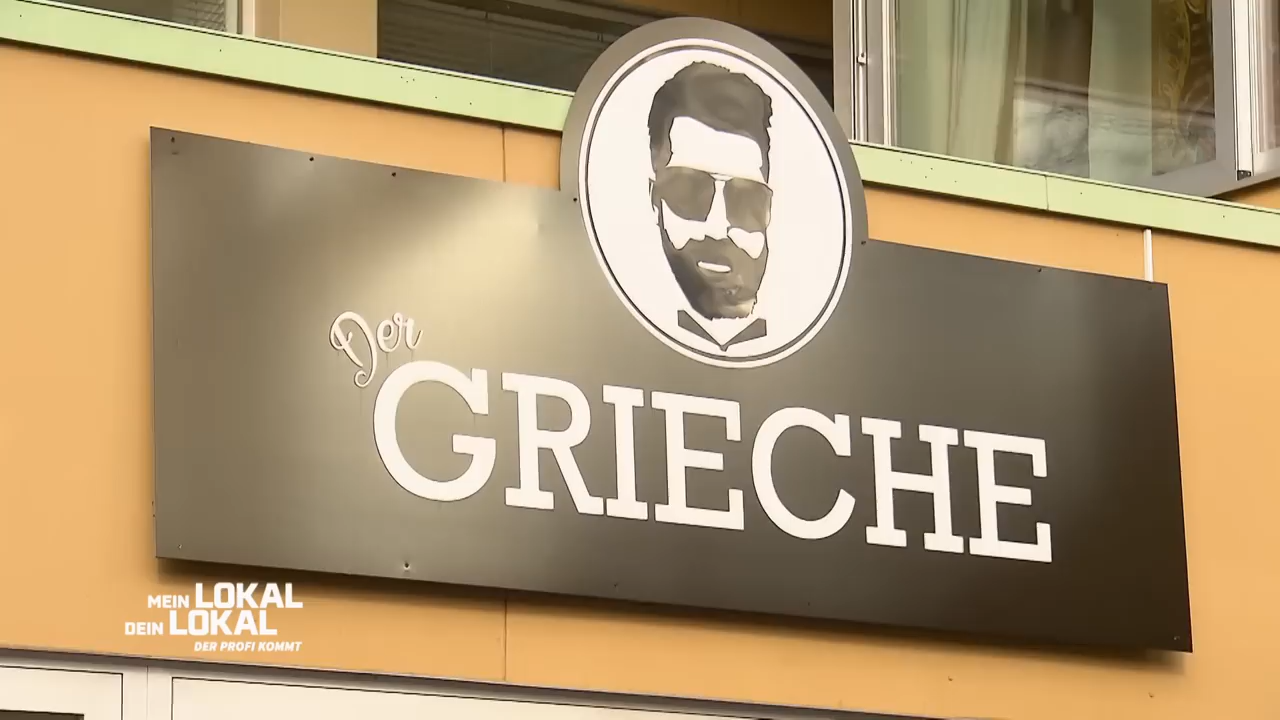 Der
GRIECHE
MEIN LOKAL
DEIN LOKAL
DER PROFI KOMMT